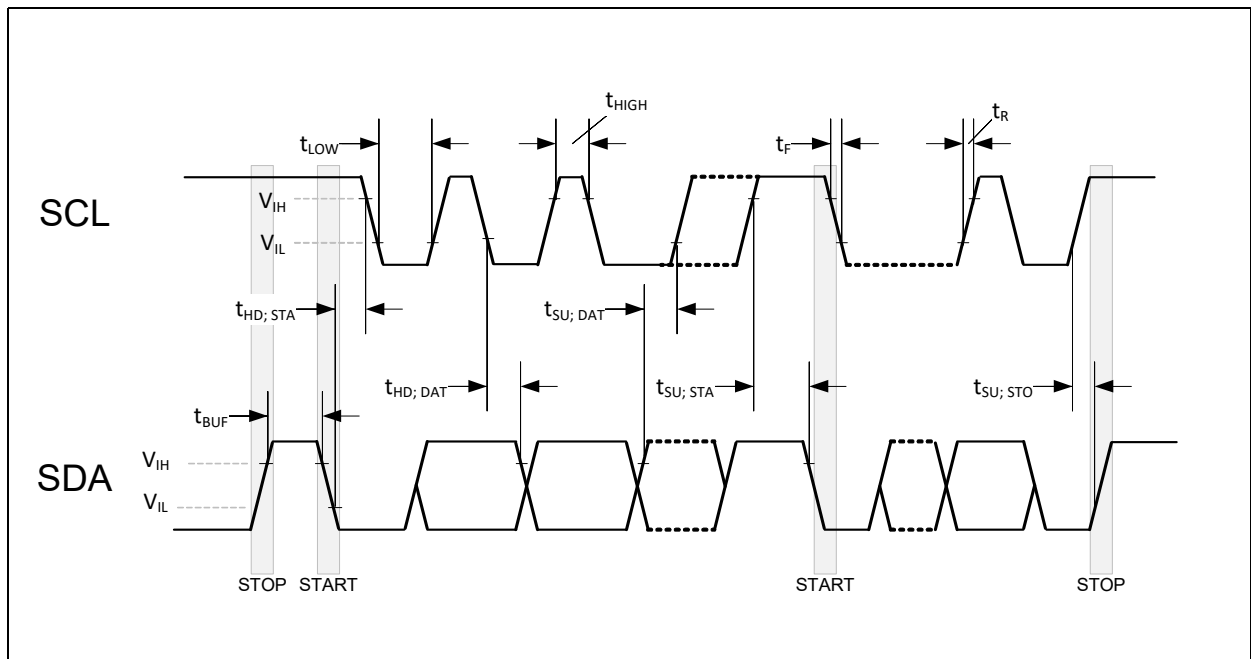 tHIGH
tR
tLOW
tF
SCL
VIH
VIL
tHD; STA
tSU; DAT
tHD; DAT
tSU; STA
tSU; STO
tBUF
VIH
SDA
VIL
STOP START START STOP